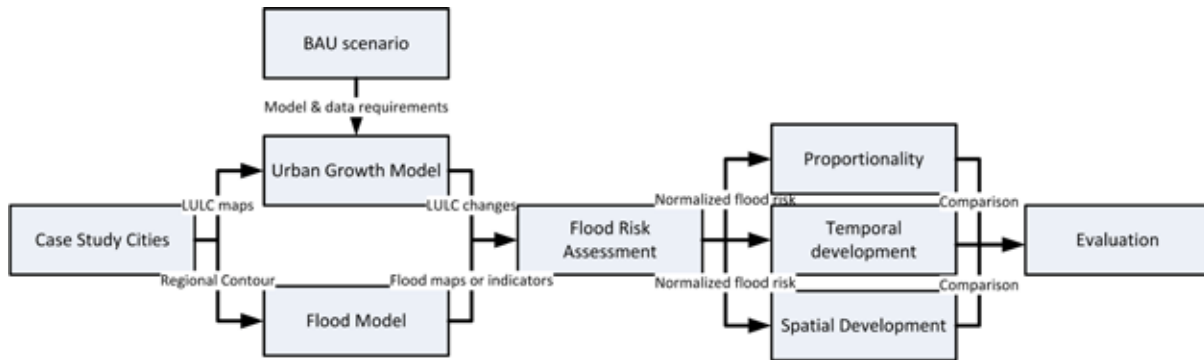 BAU scenario
Model & data requirements
Urban Growth Model
LULC maps
LULC changes
Case Study Cities
Regional Contour
Flood Model
Flood maps or indicators
Flood Risk
Assessment
Normalized flood risk
Normalized flood risk
Proportionality
Temporal
development
Spatial Development
Comparison
Comparison
Evaluation